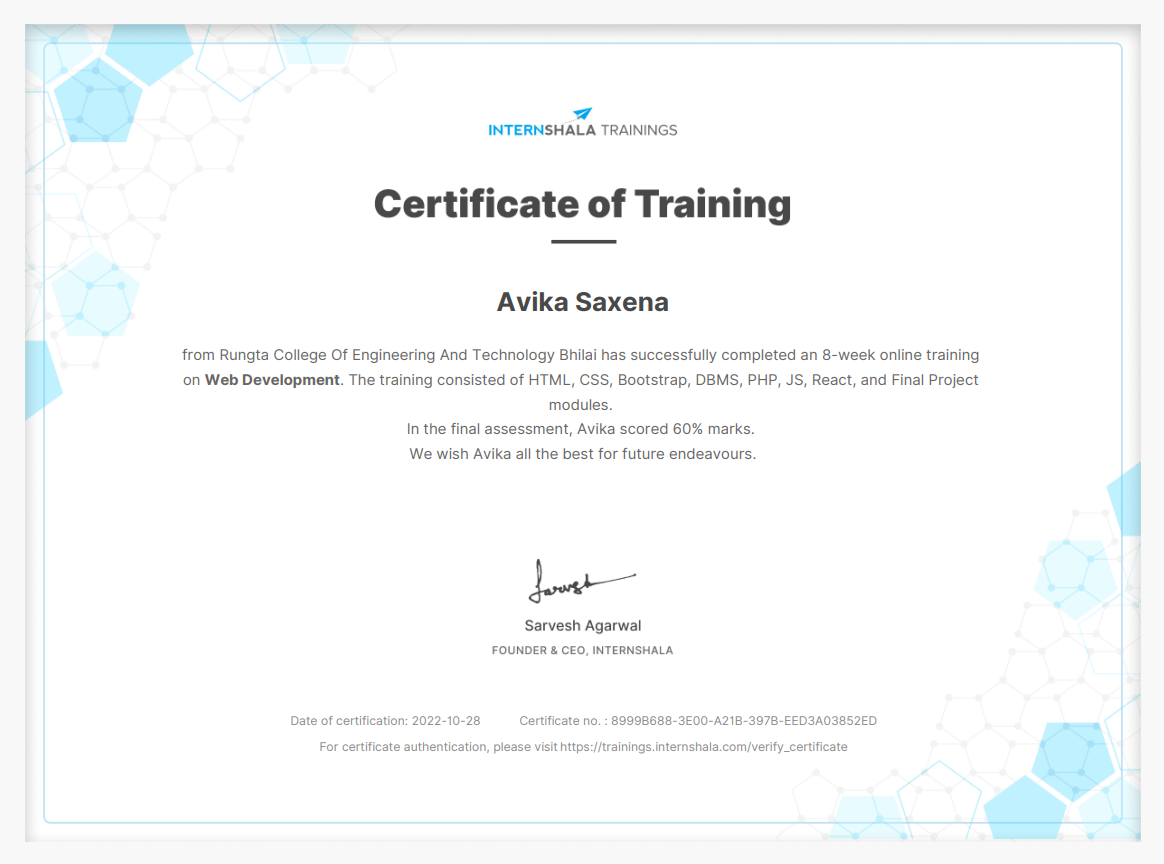 INTERNSHALA TRAININGS
Certificate of Training
Avika Saxena
from Rungta College Of Engineering And Technology Bhilai has successfully completed an 8-week online training
on Web Development. The training consisted of HTML, CSS, Bootstrap, DBMS, PHP, JS, React, and Final Project
modules.
In the final assessment, Avika scored 60% marks.
We wish Avika all the best for future endeavours.
Sarvesh
Sarvesh Agarwal
FOUNDER & CEO, INTERNSHALA
Date of certification: 2022-10-28 Certificate no. : 8999B688-3E00-A21B-397B-EED3A03852ED
For certificate authentication, please visit https://trainings.internshala.com/verify_certificate